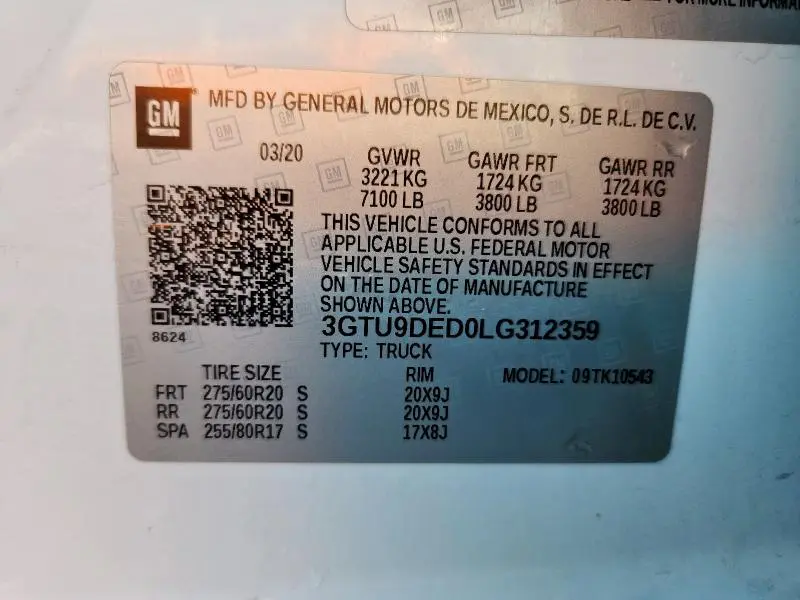 FOR MORE INFORMA
GM
MFD BY GENERAL MOTORS DE MEXICO, S. DE R.L. DE C.V.
03/20 GVWR GAWR FRT GAWR RR
3221 KG 1724 KG 1724 KG
7100 LB 3800 LB 3800 LB
THIS VEHICLE CONFORMS TO ALL
APPLICABLE U.S. FEDERAL MOTOR
VEHICLE SAFETY STANDARDS IN EFFECT
ON THE DATE OF MANUFACTURE
SHOWN ABOVE.
3GTU9DED0LG312359
8624
TYPE: TRUCK
TIRE SIZE RIM MODEL: 09TK10543
FRT 275/60R20 S 20X9J
RR 275/60R20 S 20X9J
SPA 255/80R17 S 17X8J